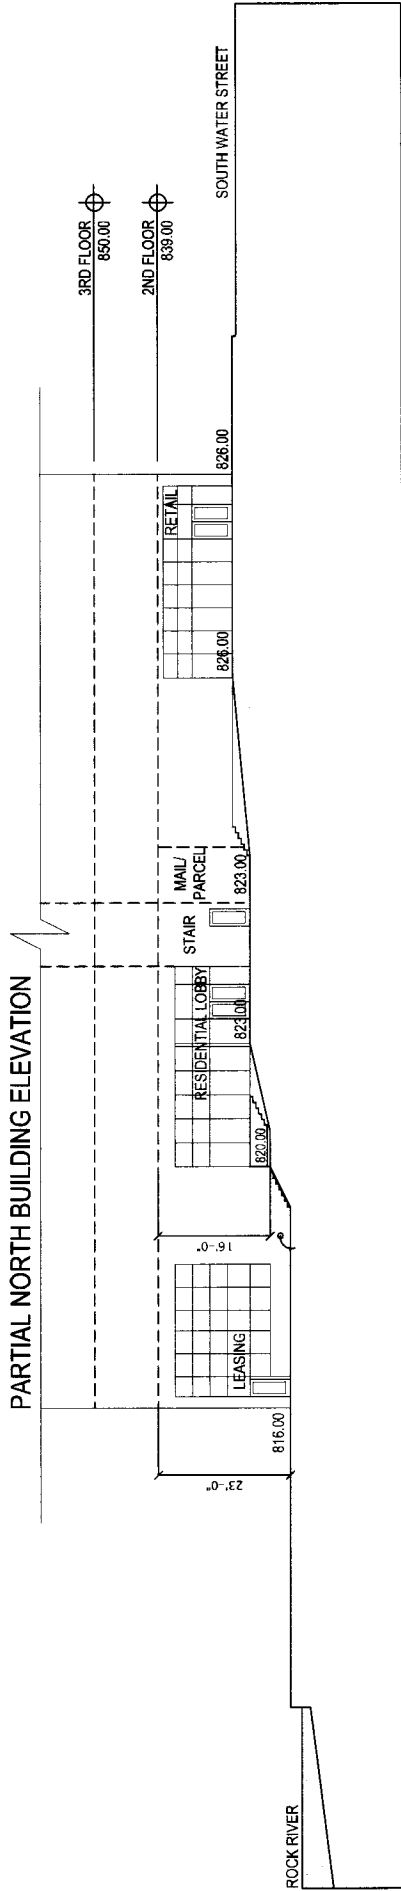 PARTIAL NORTH BUILDING ELEVATION
3RD FLOOR
850.00
2ND FLOOR
839.00
SOUTH WATER STREET
RETAIL
826.00
826.00
MAIL/
PARCEL
STAIR
823.00
RESIDENTIAL LOBBY
823.00
820.00
16'-0"
LEASING
816.00
23'-0"
ROCK RIVER